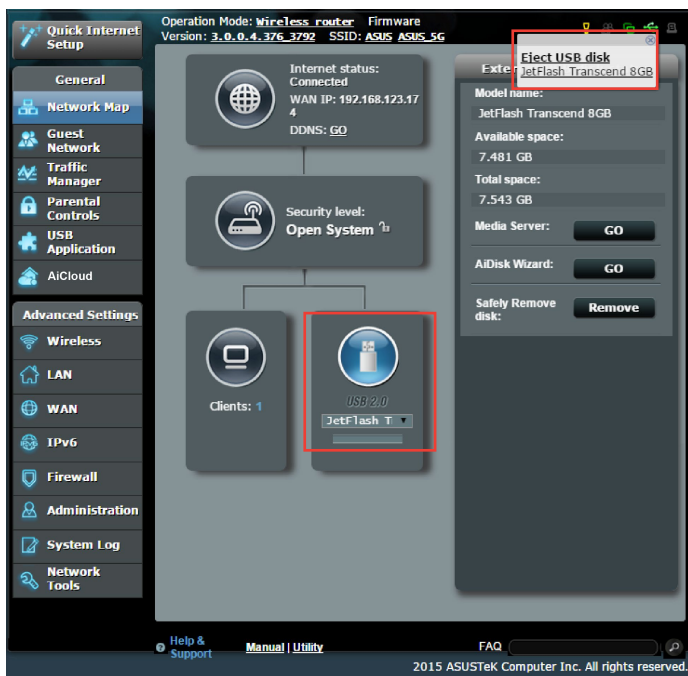 Quick Internet
Setup
Operation Mode: Wireless router Firmware
Version: 3.0.0.4.376_3792 SSID: ASUS ASUS_5G
General
Network Map
Guest
Network
Traffic
Manager
Parental
Controls
USB
Application
AiCloud
Advanced Settings
Wireless
LAN
WAN
IPv6
Firewall
Administration
System Log
Network
Tools
Internet status:
Connected
WAN IP: 192.168.123.17
4
DDNS: GO
Security level:
Open System
Clients: 1
USB 2.0
JetFlash T
Eject USB disk
JetFlash Transcend 8GB
Model name:
JetFlash Transcend 8GB
Available space:
7.481 GB
Total space:
7.543 GB
Media Server: GO
AiDisk Wizard: GO
Safely Remove
disk:
Remove
Help &
Support
Manual | Utility
FAQ
2015 ASUSTeK Computer Inc. All rights reserved.